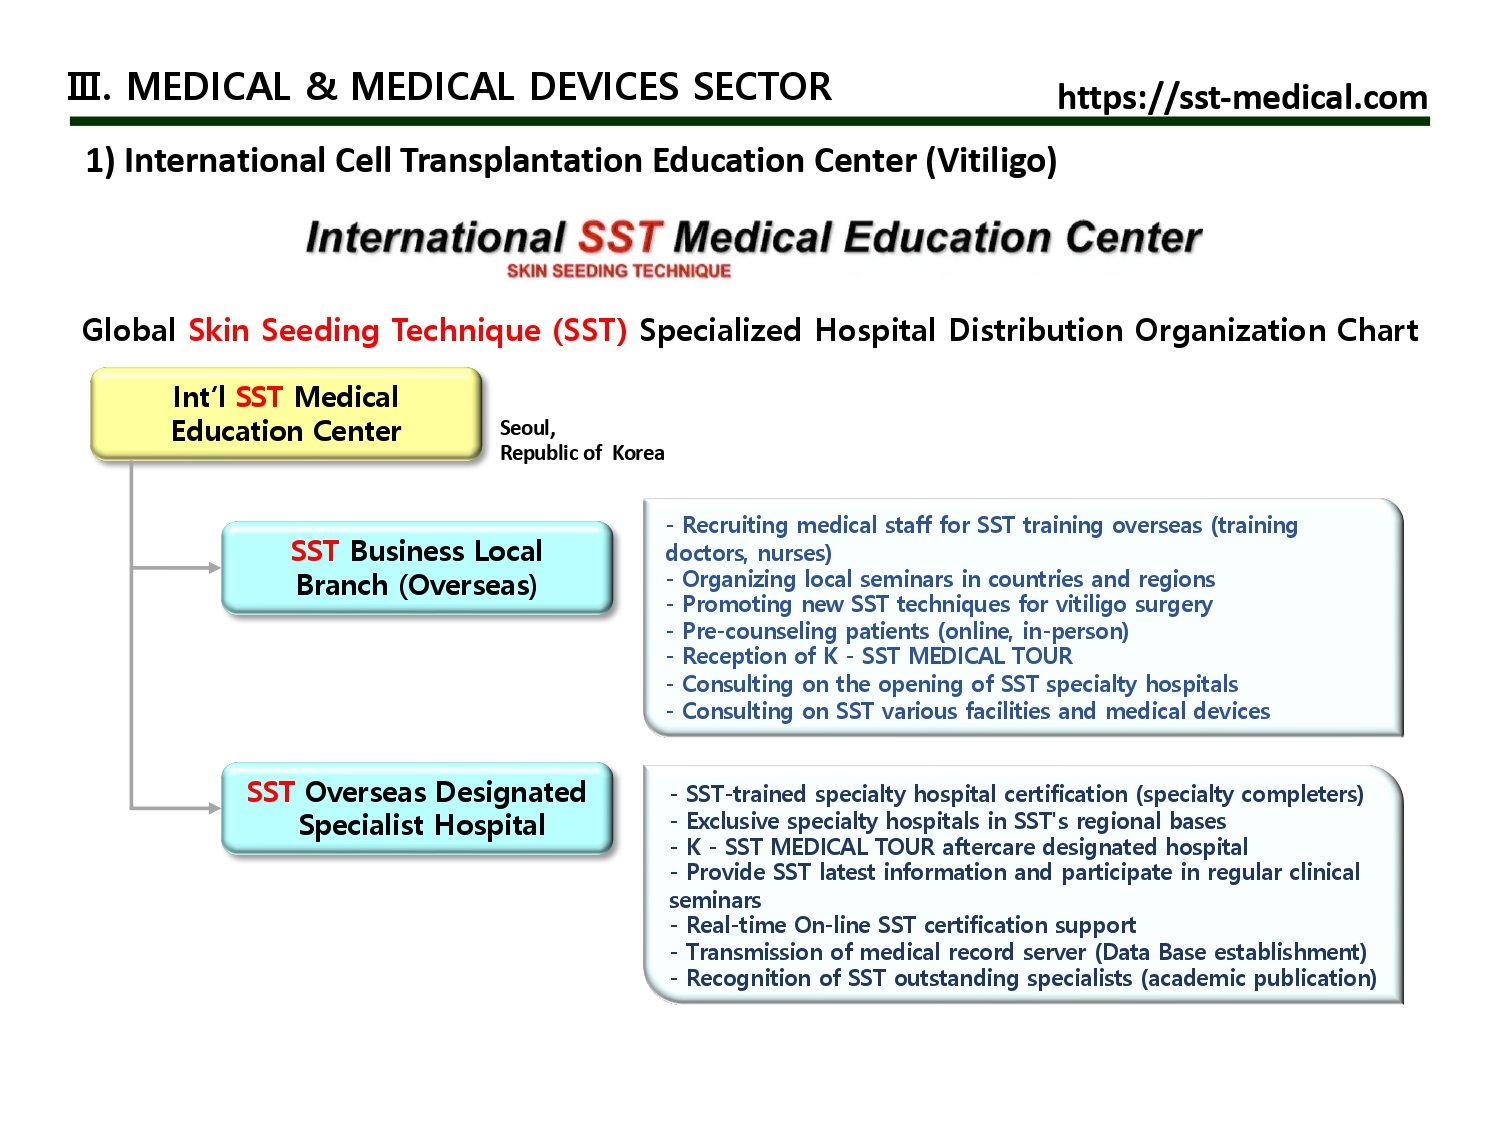 Ⅲ. MEDICAL & MEDICAL DEVICES SECTOR
https://sst-medical.com
1) International Cell Transplantation Education Center (Vitiligo)
International SST Medical Education Center
SKIN SEEDING TECHNIQUE
Global Skin Seeding Technique (SST) Specialized Hospital Distribution Organization Chart
Int'l SST Medical
Education Center
Seoul,
Republic of Korea
SST Business Local
Branch (Overseas)
- Recruiting medical staff for SST training overseas (training
doctors, nurses)
- Organizing local seminars in countries and regions
- Promoting new SST techniques for vitiligo surgery
- Pre-counseling patients (online, in-person)
- Reception of K - SST MEDICAL TOUR
- Consulting on the opening of SST specialty hospitals
- Consulting on SST various facilities and medical devices
SST Overseas Designated
Specialist Hospital
- SST-trained specialty hospital certification (specialty completers)
- Exclusive specialty hospitals in SST's regional bases
- K - SST MEDICAL TOUR aftercare designated hospital
- Provide SST latest information and participate in regular clinical
seminars
- Real-time On-line SST certification support
- Transmission of medical record server (Data Base establishment)
- Recognition of SST outstanding specialists (academic publication)